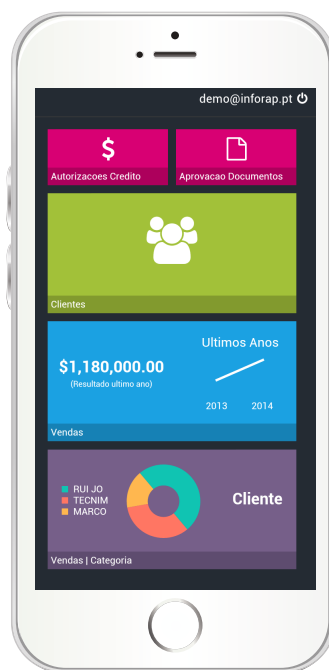 demo@inforap.pt
$
Autorizacoes Credito
Aprovacao Documentos
Clientes
Ultimos Anos
$1,180,000.00
(Resultado ultimo ano)
2013 2014
Vendas
RUI JO
TECNIM
MARCO
Cliente
Vendas | Categoria